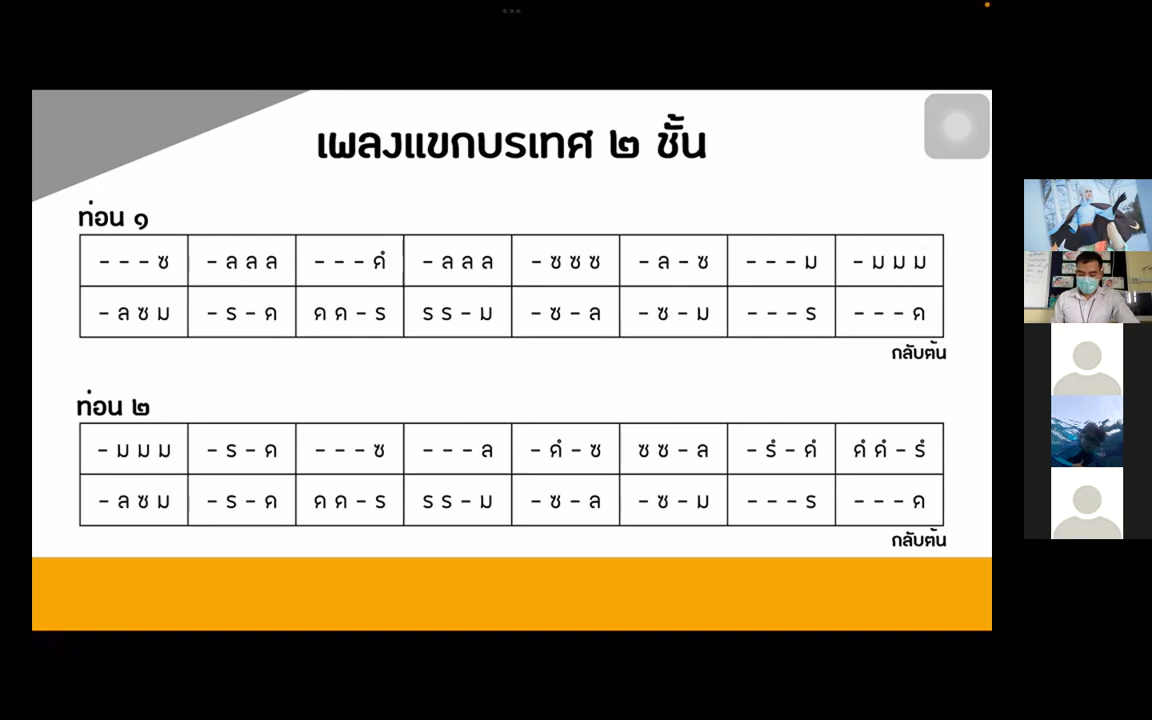 เพลงแขกบรเทศ ๒ ชั้น
ท่อน ๑
- - - ซ - ล ล ล - - - ดํ - ล ล ล - ซ ซ ซ - ล - ซ - - - ม - ม ม ม
- ล ซ ม - ร - ด ด ด - ร ร ร - ม - ซ - ล - ซ - ม - - - ร - - - ด
กลับต้น
ท่อน ๒
- ม ม ม - ร - ด - - - ซ - - - ล - ดํ - ซ ซ ซ - ล - รํ - ดํ ดํ ดํ - รํ
- ล ซ ม - ร - ด ด ด - ร ร ร - ม - ซ - ล - ซ - ม - - - ร - - - ด
กลับต้น